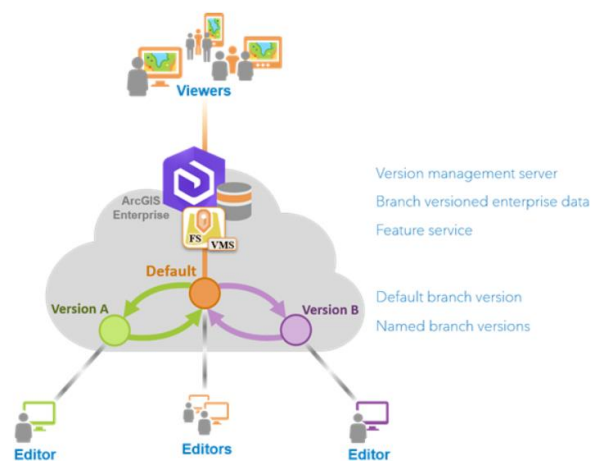 Viewers
ArcGIS
Enterprise
FS
VMS
Version management server
Branch versioned enterprise data
Feature service
Default
Version A
Version B
Default branch version
Named branch versions
Editor
Editors
Editor